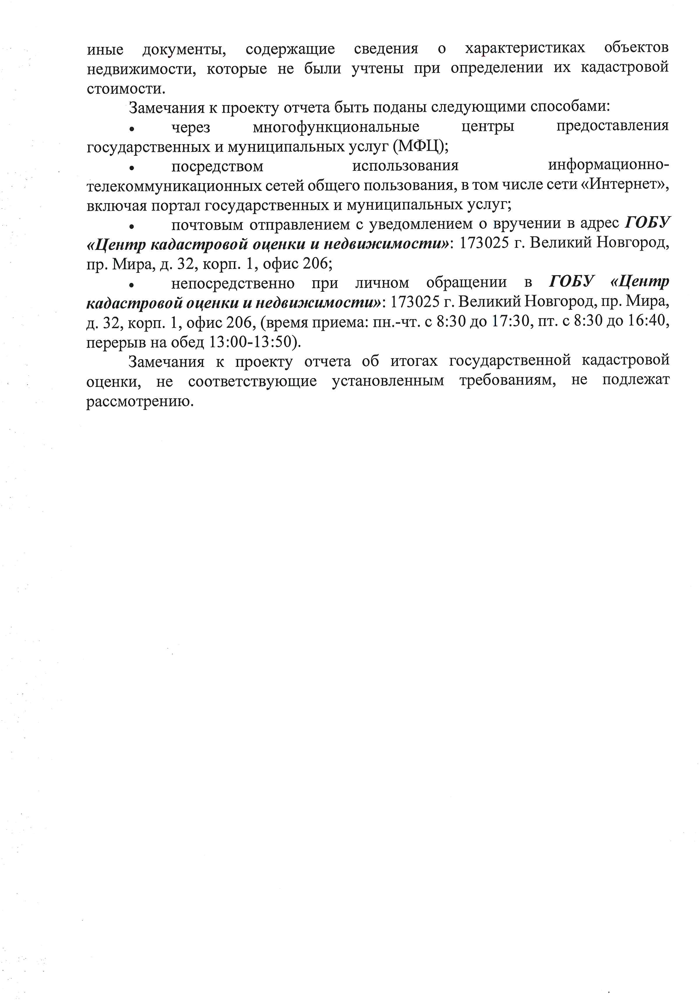 иные документы, содержащие сведения о характеристиках объектов
недвижимости, которые не были учтены при определении их кадастровой
стоимости.
Замечания к проекту отчета быть поданы следующими способами:
• через многофункциональные центры предоставления
государственных и муниципальных услуг (МФЦ);
• посредством использования информационно-
телекоммуникационных сетей общего пользования, в том числе сети «Интернет»,
включая портал государственных и муниципальных услуг;
• почтовым отправлением с уведомлением о вручении в адрес ГОБУ
«Центр кадастровой оценки и недвижимости»: 173025 г. Великий Новгород,
пр. Мира, д. 32, корп. 1, офис 206;
• непосредственно при личном обращении в ГОБУ «Центр
кадастровой оценки и недвижимости»: 173025 г. Великий Новгород, пр. Мира,
д. 32, корп. 1, офис 206, (время приема: пн.-чт. с 8:30 до 17:30, пт. с 8:30 до 16:40,
перерыв на обед 13:00-13:50).
Замечания к проекту отчета об итогах государственной кадастровой
оценки, не соответствующие установленным требованиям, не подлежат
рассмотрению.